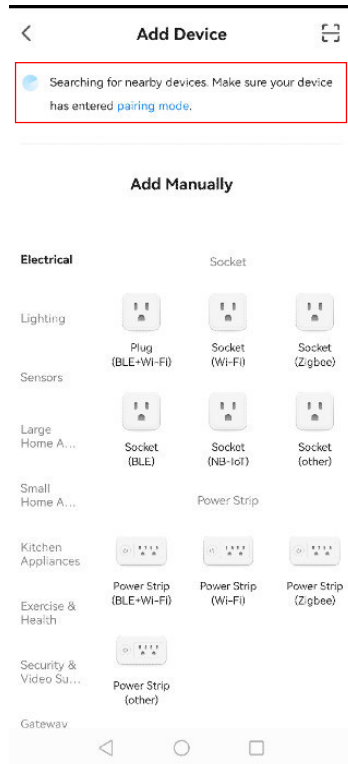 Add Device
Searching for nearby devices. Make sure your device
has entered pairing mode.
Add Manually
Electrical
Lighting
Sensors
Large
Home A...
Small
Home A...
Kitchen
Appliances
Exercise &
Health
Security &
Video Su...
Gateway
Socket
Plug
(BLE+Wi-Fi)
Socket
(Wi-Fi)
Socket
(Zigbee)
Socket
(BLE)
Socket
(NB-IoT)
Socket
(other)
Power Strip
Power Strip
(BLE+Wi-Fi)
Power Strip
(Wi-Fi)
Power Strip
(Zigbee)
Power Strip
(other)